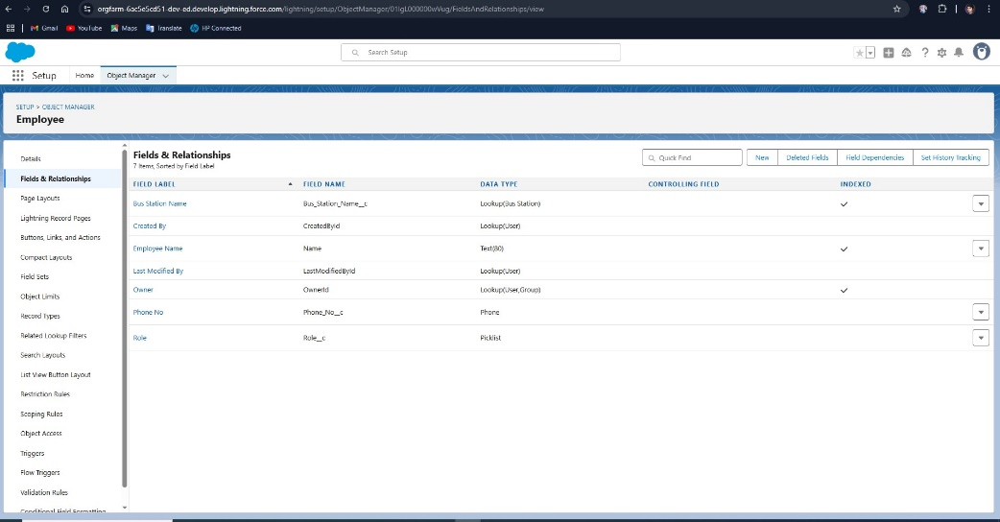 orgfarm-6ac5e5cd51-dev-ed.develop.lightning.force.com/lightning/setup/ObjectManager/01IgL000000wVug/FieldsAndRelationships/view
Gmail YouTube Maps Translate HP Connected
Search Setup
Setup Home Object Manager
SETUP > OBJECT MANAGER
Employee
Details
Fields & Relationships
Page Layouts
Lightning Record Pages
Buttons, Links, and Actions
Compact Layouts
Field Sets
Object Limits
Record Types
Related Lookup Filters
Search Layouts
List View Button Layout
Restriction Rules
Scoping Rules
Object Access
Triggers
Flow Triggers
Validation Rules
Conditional Field Formatting
Fields & Relationships
7 Items, Sorted by Field Label
Quick Find New Deleted Fields Field Dependencies Set History Tracking
FIELD LABEL FIELD NAME DATA TYPE CONTROLLING FIELD INDEXED
Bus Station Name Bus_Station_Name__c Lookup(Bus Station)
Created By CreatedById Lookup(User)
Employee Name Name Text(80)
Last Modified By LastModifiedById Lookup(User)
Owner OwnerId Lookup(User,Group)
Phone No Phone_No__c Phone
Role Role__c Picklist